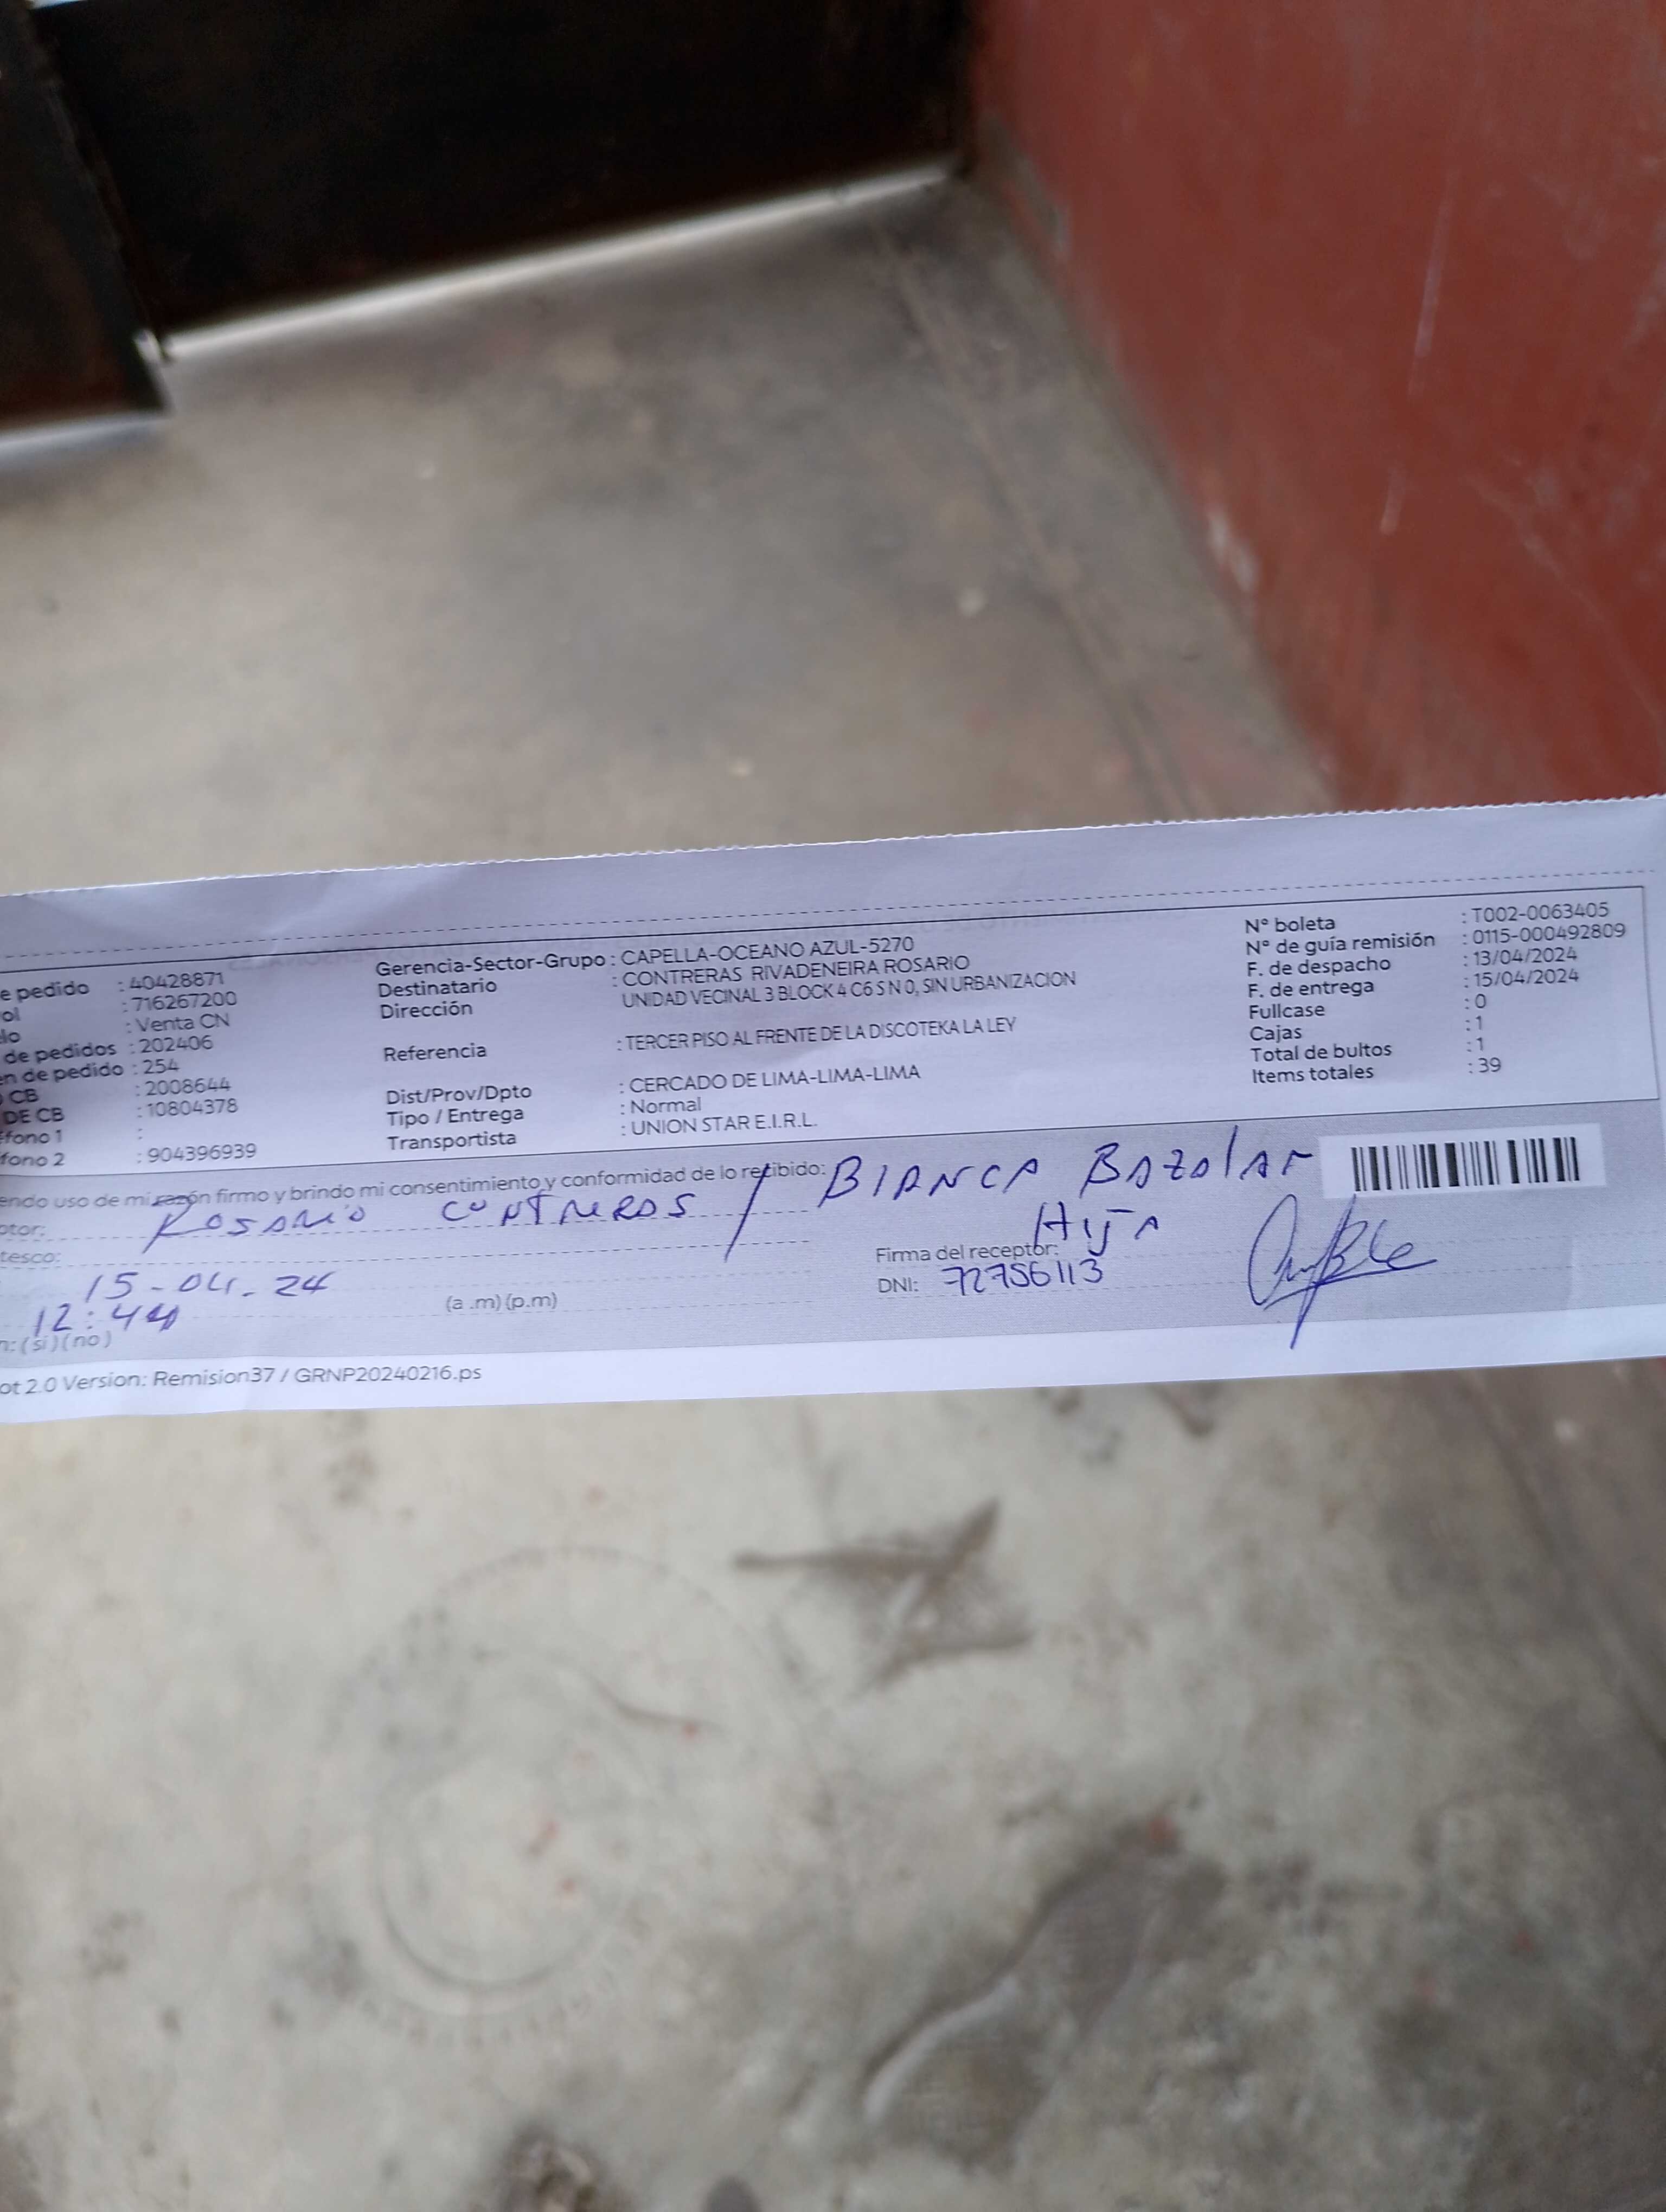 e pedido : 40428871
ol : 716267200
lo : Venta CN
de pedidos : 202406
n de pedido : 254
CB : 2008644
DE CB : 10804378
fono 1 :
fono 2 : 904396939
Gerencia-Sector-Grupo : CAPELLA-OCEANO AZUL-5270
Destinatario : CONTRERAS RIVADENEIRA ROSARIO
Dirección UNIDAD VECINAL 3 BLOCK 4 C6 S N 0, SIN URBANIZACION
Referencia : TERCER PISO AL FRENTE DE LA DISCOTEKA LA LEY
Dist/Prov/Dpto : CERCADO DE LIMA-LIMA-LIMA
Tipo / Entrega : Normal
Transportista : UNION STAR E.I.R.L.
N° boleta : T002-0063405
N° de guía remisión : 0115-000492809
F. de despacho : 13/04/2024
F. de entrega : 15/04/2024
Fullcase : 0
Cajas : 1
Total de bultos : 1
Items totales : 39
endo uso de mi razón firmo y brindo mi consentimiento y conformidad de lo recibido:
ptor: ROSARIO CONTRERAS / BIANCA BAZALAR
tesco: HIJA
15-04-24
12:44 (a.m)(p.m)
n: (si)(no)
Firma del receptor:
DNI: 72756113
ot 2.0 Version: Remision37 / GRNP20240216.ps